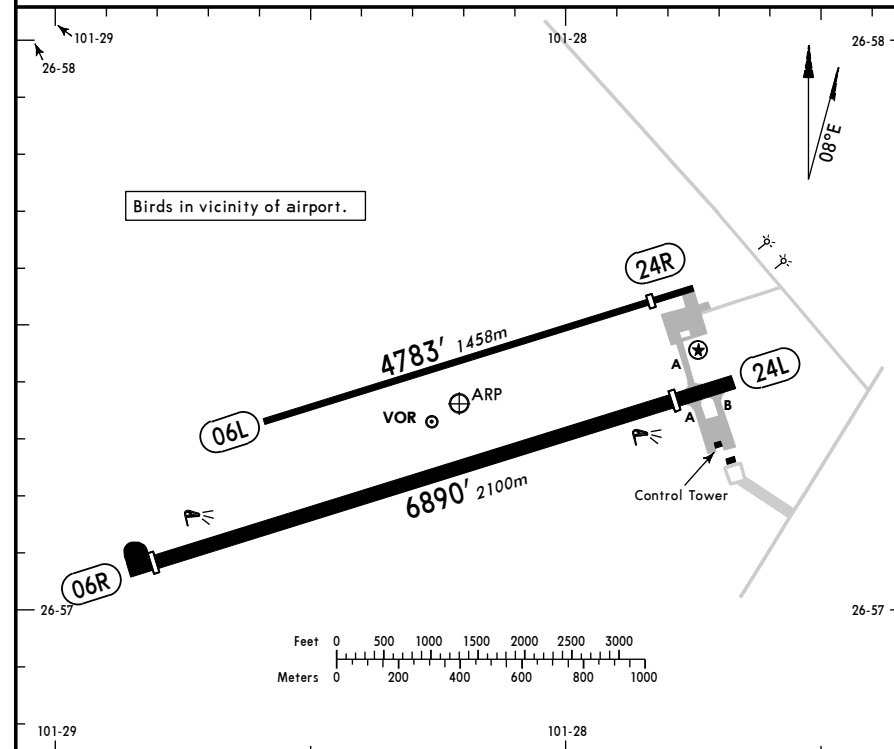 101-29
101-28
26-58
26-58
08°E
Birds in vicinity of airport.
24R
4783′ 1458m
A
24L
ARP
VOR
06L
A
B
6890′ 2100m
Control Tower
06R
26-57
26-57
Feet 0 500 1000 1500 2000 2500 3000
Meters 0 200 400 600 800 1000
101-29
101-28